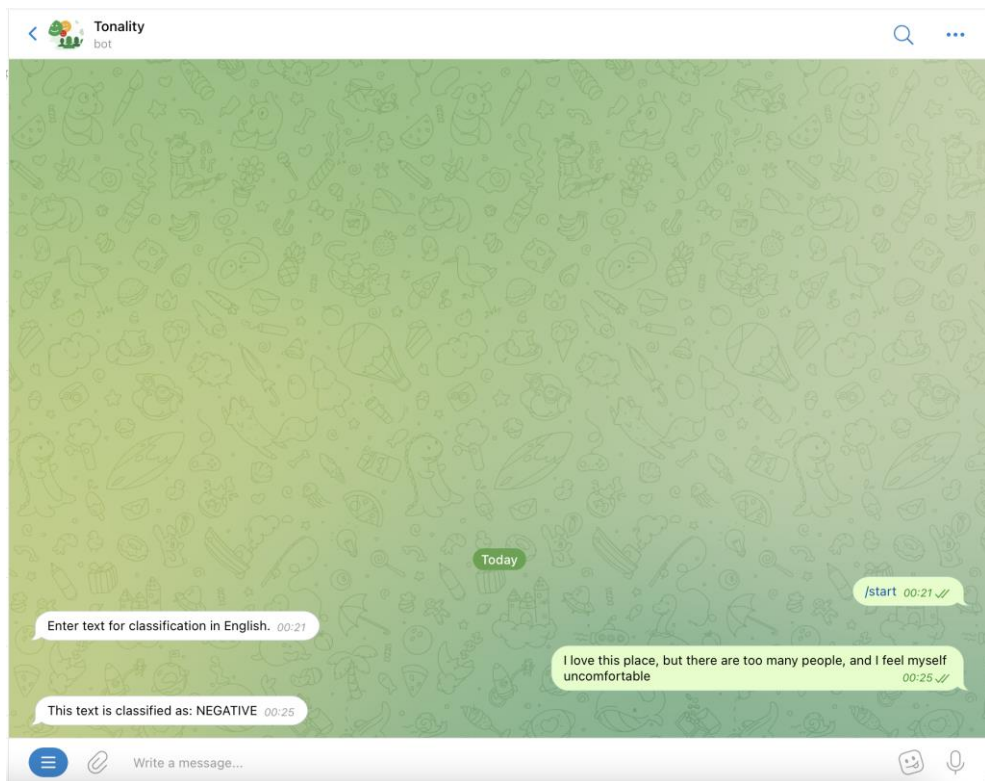 Tonality
bot
Today
/start 00:21
Enter text for classification in English. 00:21
I love this place, but there are too many people, and I feel myself
uncomfortable 00:25
This text is classified as: NEGATIVE 00:25
Write a message...